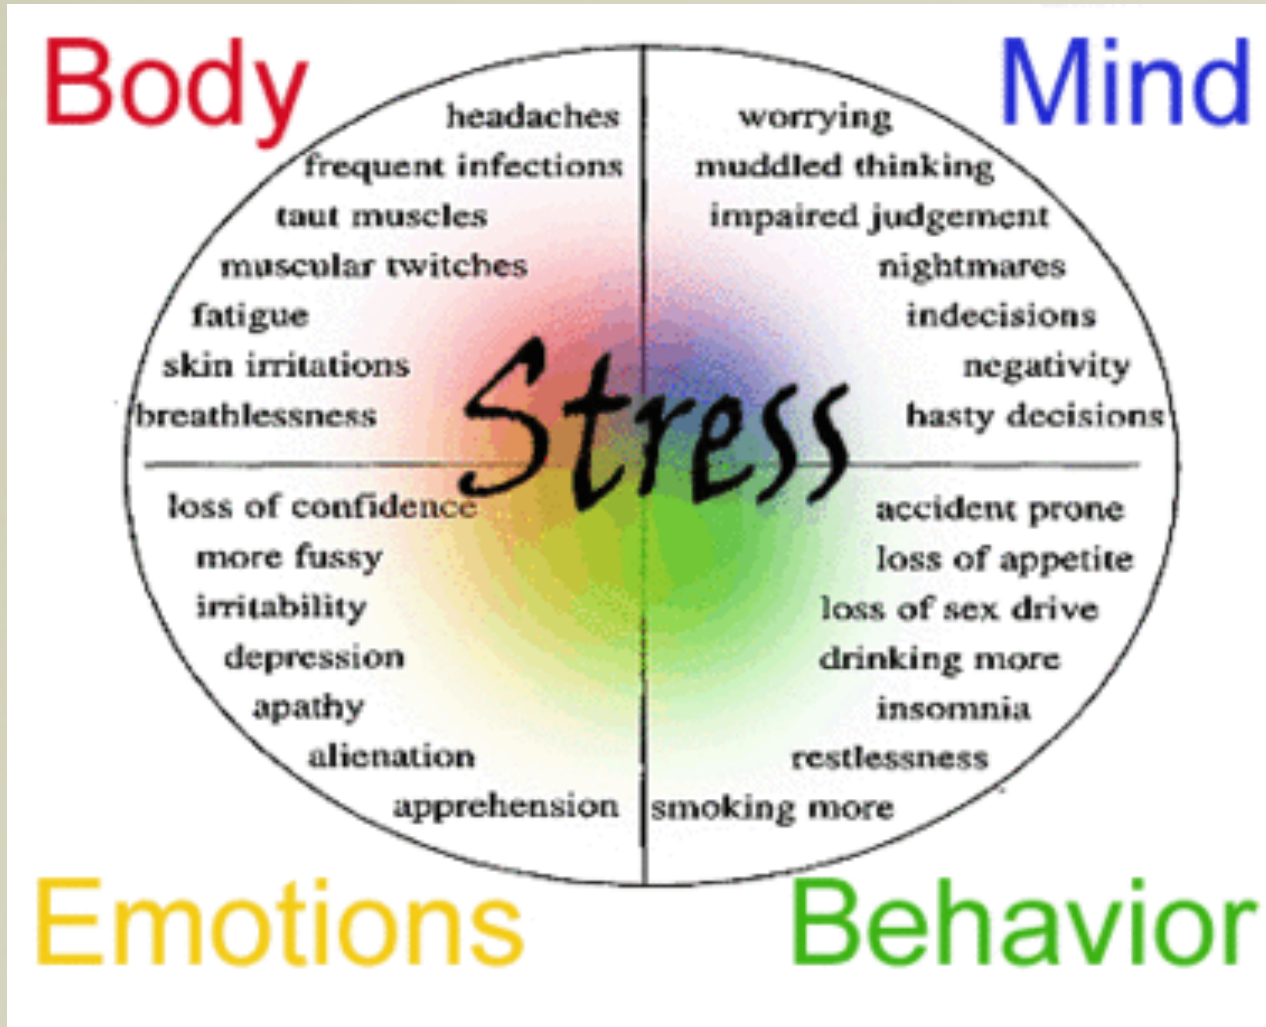 Body
headaches
frequent infections
taut muscles
muscular twitches
fatigue
skin irritations
breathlessness
Mind
worrying
muddled thinking
impaired judgement
nightmares
indecisions
negativity
hasty decisions
Stress
loss of confidence
more fussy
irritability
depression
apathy
alienation
apprehension
Emotions
accident prone
loss of appetite
loss of sex drive
drinking more
insomnia
restlessness
smoking more
Behavior